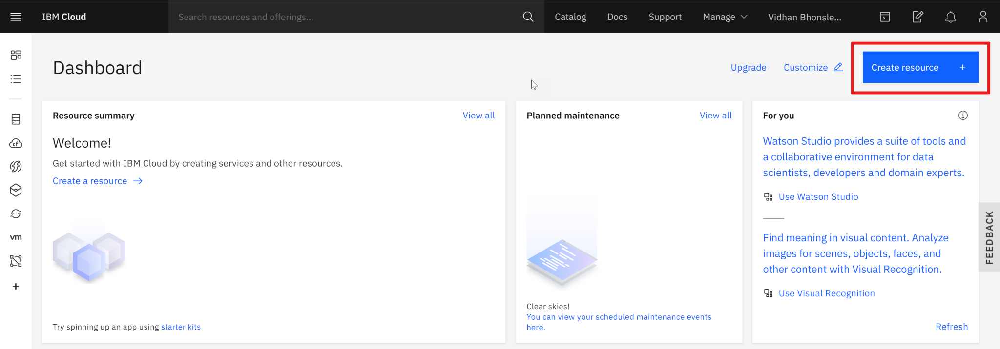 IBM Cloud
Search resources and offerings...
Catalog
Docs
Support
Manage
Vidhan Bhonsle...
Dashboard
Upgrade
Customize
Create resource +
Resource summary
View all
Welcome!
Get started with IBM Cloud by creating services and other resources.
Create a resource →
Try spinning up an app using starter kits
Planned maintenance
View all
Clear skies!
You can view your scheduled maintenance events
here.
For you
Watson Studio provides a suite of tools and
a collaborative environment for data
scientists, developers and domain experts.
Use Watson Studio
Find meaning in visual content. Analyze
images for scenes, objects, faces, and
other content with Visual Recognition.
Use Visual Recognition
Refresh
FEEDBACK
cf
vm
+